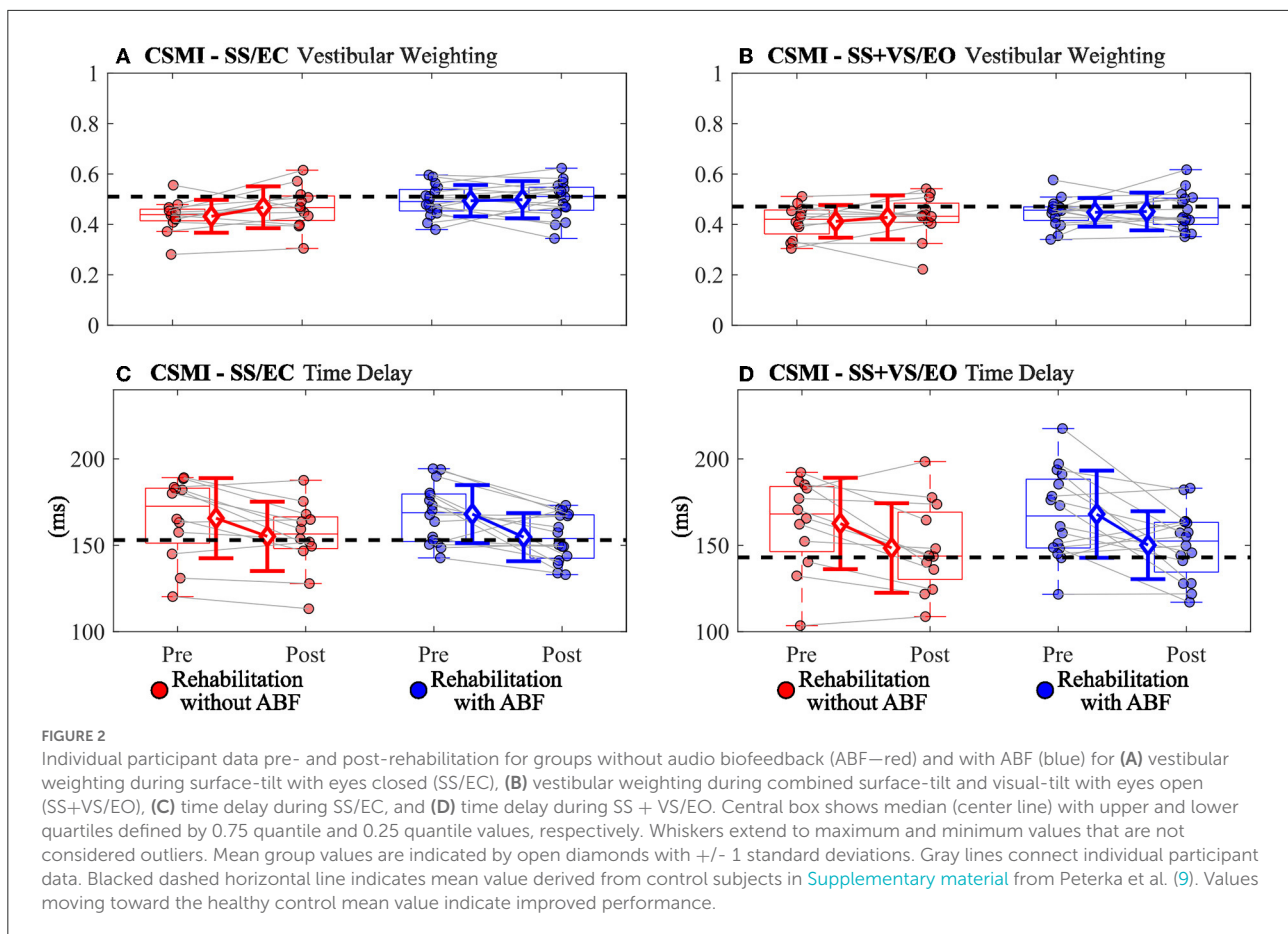 A CSMI - SS/EC Vestibular Weighting
1
0.8
0.6
0.4
0.2
0
B CSMI - SS+VS/EO Vestibular Weighting
1
0.8
0.6
0.4
0.2
0
C CSMI - SS/EC Time Delay
200
150
100
(ms)
Pre Post Pre Post
Rehabilitation without ABF
Rehabilitation with ABF
D CSMI - SS+VS/EO Time Delay
200
150
100
(ms)
Pre Post Pre Post
Rehabilitation without ABF
Rehabilitation with ABF
FIGURE 2
Individual participant data pre- and post-rehabilitation for groups without audio biofeedback (ABF—red) and with ABF (blue) for (A) vestibular
weighting during surface-tilt with eyes closed (SS/EC), (B) vestibular weighting during combined surface-tilt and visual-tilt with eyes open
(SS+VS/EO), (C) time delay during SS/EC, and (D) time delay during SS + VS/EO. Central box shows median (center line) with upper and lower
quartiles defined by 0.75 quantile and 0.25 quantile values, respectively. Whiskers extend to maximum and minimum values that are not
considered outliers. Mean group values are indicated by open diamonds with +/- 1 standard deviations. Gray lines connect individual participant
data. Blacked dashed horizontal line indicates mean value derived from control subjects in Supplementary material from Peterka et al. (9). Values
moving toward the healthy control mean value indicate improved performance.